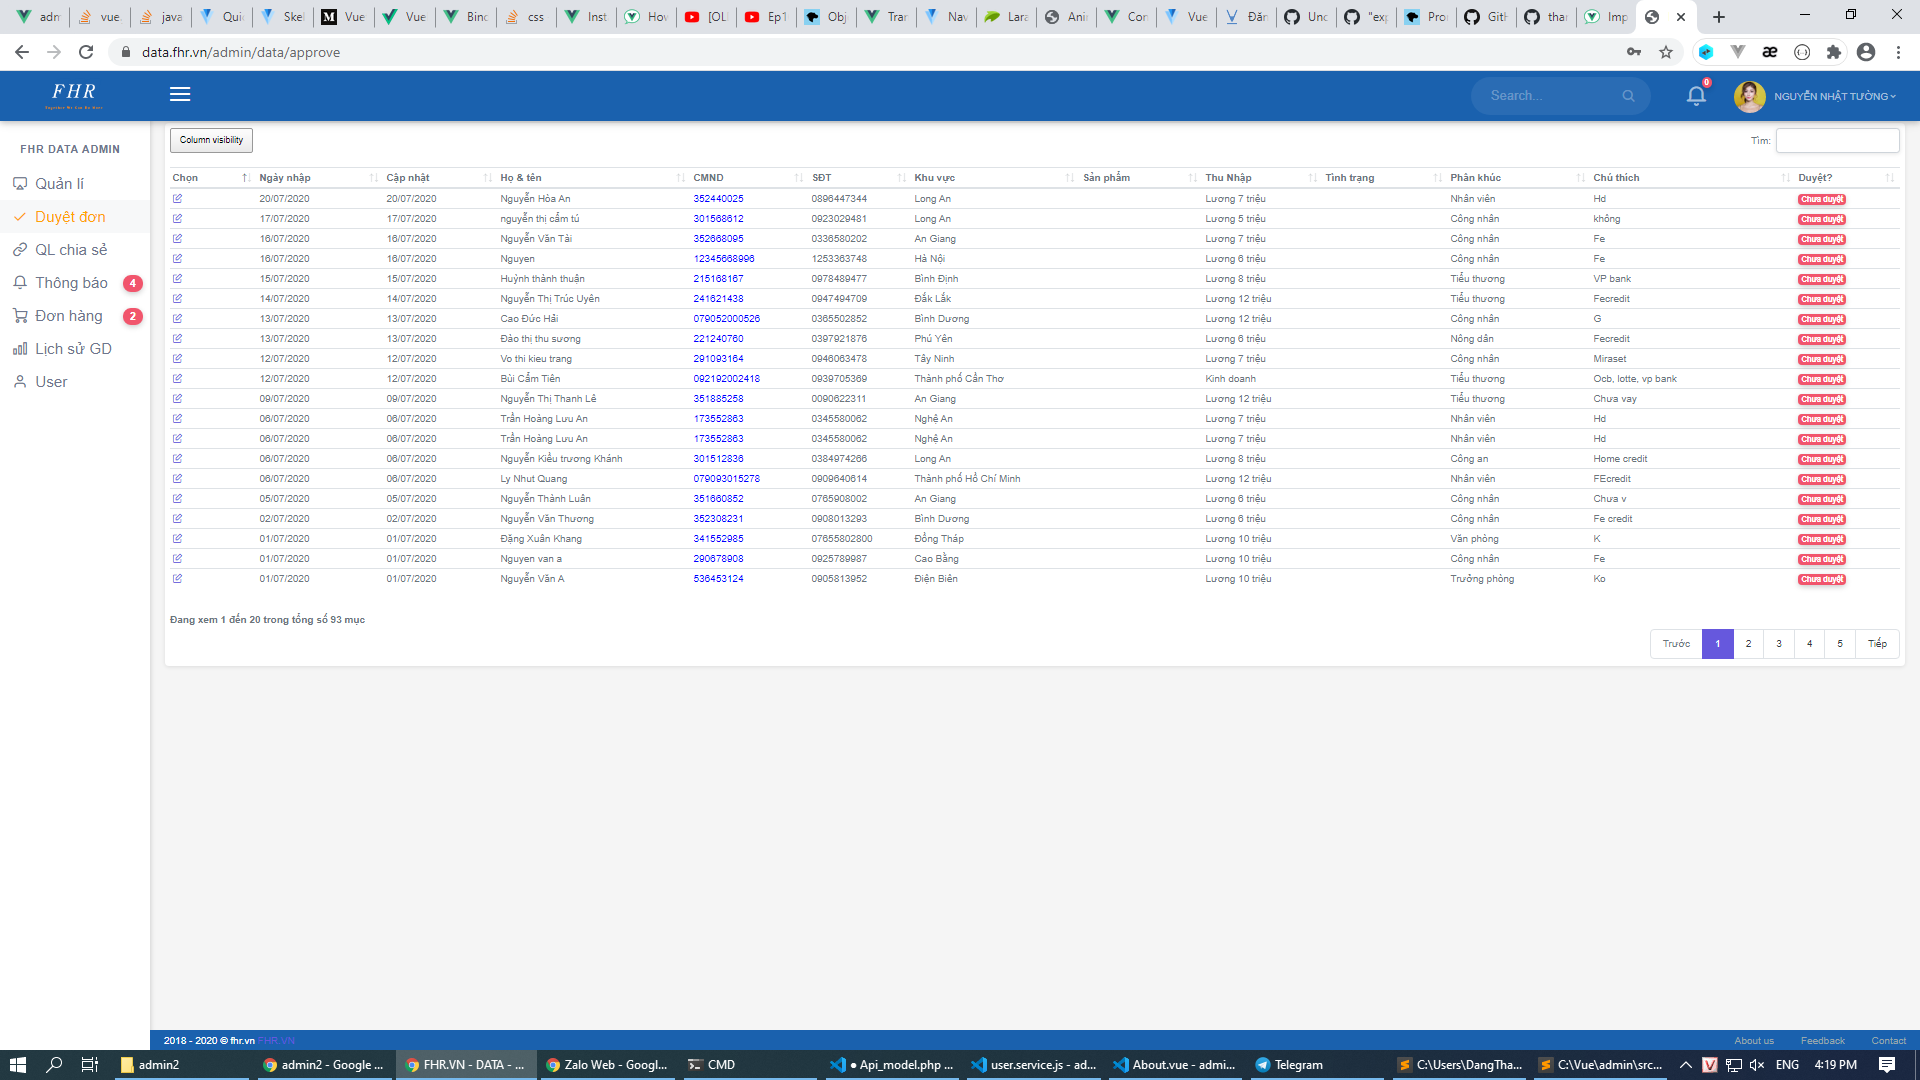 adm
vue
java
Quic
Skel
Vue
Vue
Binc
css
Inst
How
[OL
Ep1
Obj
Tran
Nav
Lara
Ani
Con
Vue
Đăn
Unc
"exp
Pro
GitH
thar
Imp
data.fhr.vn/admin/data/approve
FHR
Search...
0
NGUYỄN NHẬT TƯỜNG
FHR DATA ADMIN
Quản lí
Duyệt đơn
QL chia sẻ
Thông báo 4
Đơn hàng 2
Lịch sử GD
User
Column visibility
Tìm:
Chọn Ngày nhập Cập nhật Họ & tên CMND SĐT Khu vực Sản phẩm Thu Nhập Tình trạng Phân khúc Chú thích Duyệt?
20/07/2020 20/07/2020 Nguyễn Hòa An 352440025 0896447344 Long An Lương 7 triệu Nhân viên Hd Chưa duyệt
17/07/2020 17/07/2020 nguyễn thị cẩm tú 301568612 0923029481 Long An Lương 5 triệu Công nhân không Chưa duyệt
16/07/2020 16/07/2020 Nguyễn Văn Tài 352668095 0336580202 An Giang Lương 7 triệu Công nhân Fe Chưa duyệt
16/07/2020 16/07/2020 Nguyen 12345668996 1253363748 Hà Nội Lương 6 triệu Công nhân Fe Chưa duyệt
15/07/2020 15/07/2020 Huỳnh thành thuận 215168167 0978489477 Bình Định Lương 8 triệu Tiểu thương VP bank Chưa duyệt
14/07/2020 14/07/2020 Nguyễn Thị Trúc Uyên 241621438 0947494709 Đắk Lắk Lương 12 triệu Tiểu thương Fecredit Chưa duyệt
13/07/2020 13/07/2020 Cao Đức Hải 079052000526 0365502852 Bình Dương Lương 12 triệu Công nhân G Chưa duyệt
13/07/2020 13/07/2020 Đào thị thu sương 221240760 0397921876 Phú Yên Lương 6 triệu Nông dân Fecredit Chưa duyệt
12/07/2020 12/07/2020 Vo thi kieu trang 291093164 0946063478 Tây Ninh Lương 7 triệu Công nhân Miraset Chưa duyệt
12/07/2020 12/07/2020 Bùi Cẩm Tiên 092192002418 0939705369 Thành phố Cần Thơ Kinh doanh Tiểu thương Ocb, lotte, vp bank Chưa duyệt
09/07/2020 09/07/2020 Nguyễn Thị Thanh Lê 351885258 0090622311 An Giang Lương 12 triệu Tiểu thương Chưa vay Chưa duyệt
06/07/2020 06/07/2020 Trần Hoàng Lưu An 173552863 0345580062 Nghệ An Lương 7 triệu Nhân viên Hd Chưa duyệt
06/07/2020 06/07/2020 Trần Hoàng Lưu An 173552863 0345580062 Nghệ An Lương 7 triệu Nhân viên Hd Chưa duyệt
06/07/2020 06/07/2020 Nguyễn Kiều trương Khánh 301512836 0384974266 Long An Lương 8 triệu Công an Home credit Chưa duyệt
06/07/2020 06/07/2020 Ly Nhut Quang 079093015278 0909640614 Thành phố Hồ Chí Minh Lương 12 triệu Nhân viên FEcredit Chưa duyệt
05/07/2020 05/07/2020 Nguyễn Thành Luân 351660852 0765908002 An Giang Lương 6 triệu Công nhân Chưa v Chưa duyệt
02/07/2020 02/07/2020 Nguyễn Văn Thương 352308231 0908013293 Bình Dương Lương 6 triệu Công nhân Fe credit Chưa duyệt
01/07/2020 01/07/2020 Đặng Xuân Khang 341552985 07655802800 Đồng Tháp Lương 10 triệu Văn phòng K Chưa duyệt
01/07/2020 01/07/2020 Nguyen van a 290678908 0925789987 Cao Bằng Lương 10 triệu Công nhân Fe Chưa duyệt
01/07/2020 01/07/2020 Nguyễn Văn A 536453124 0905813952 Điện Biên Lương 10 triệu Trưởng phòng Ko Chưa duyệt
Đang xem 1 đến 20 trong tổng số 93 mục
Trước 1 2 3 4 5 Tiếp
2018 - 2020 © fhr.vn FHR.VN
About us Feedback Contact
admin2
admin2 - Google ...
FHR.VN - DATA - ...
Zalo Web - Googl...
CMD
● Api_model.php ...
user.service.js - ad...
About.vue - admi...
Telegram
C:\Users\DangTha...
C:\Vue\admin\src...
ENG
4:19 PM